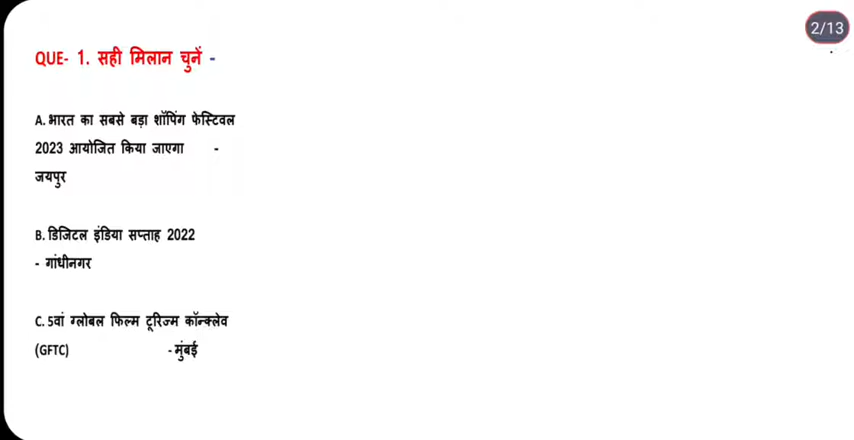 2/13
QUE- 1. सही मिलान चुनें -
A. भारत का सबसे बड़ा शॉपिंग फेस्टिवल
2023 आयोजित किया जाएगा -
जयपुर
B. डिजिटल इंडिया सप्ताह 2022
- गांधीनगर
C. 5वां ग्लोबल फिल्म टूरिज्म कॉन्क्लेव
(GFTC) - मुंबई